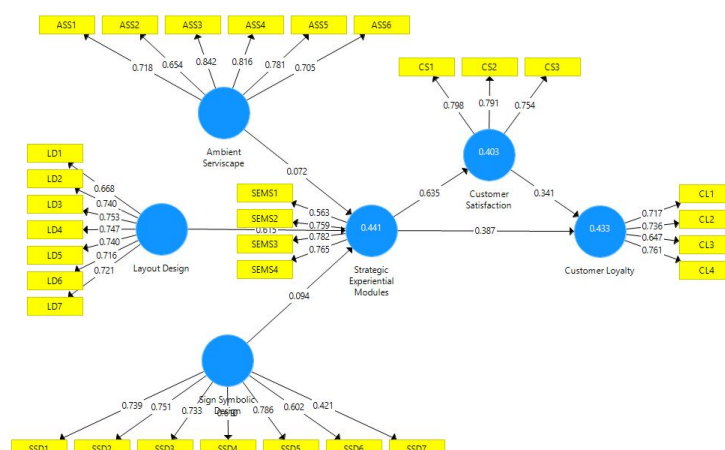 ASS1 ASS2 ASS3 ASS4 ASS5 ASS6
0.718 0.654 0.842 0.816 0.781 0.705
Ambient
Serviscape
CS1 CS2 CS3
0.798 0.791 0.754
0.403
Customer
Satisfaction
LD1
LD2
LD3
LD4
LD5
LD6
LD7
0.668
0.740
0.753
0.747
0.740
0.716
0.721
Layout Design
0.072
0.615
0.094
SEMS1
SEMS2
SEMS3
SEMS4
0.563
0.759
0.782
0.765
0.441
Strategic
Experiential
Modules
0.635
0.341
0.387
0.433
Customer Loyalty
0.717
0.736
0.647
0.761
CL1
CL2
CL3
CL4
Sign Symbolic
Design
0.739 0.751 0.733 0.786 0.602 0.421
SSD1 SSD2 SSD3 SSD4 SSD5 SSD6 SSD7